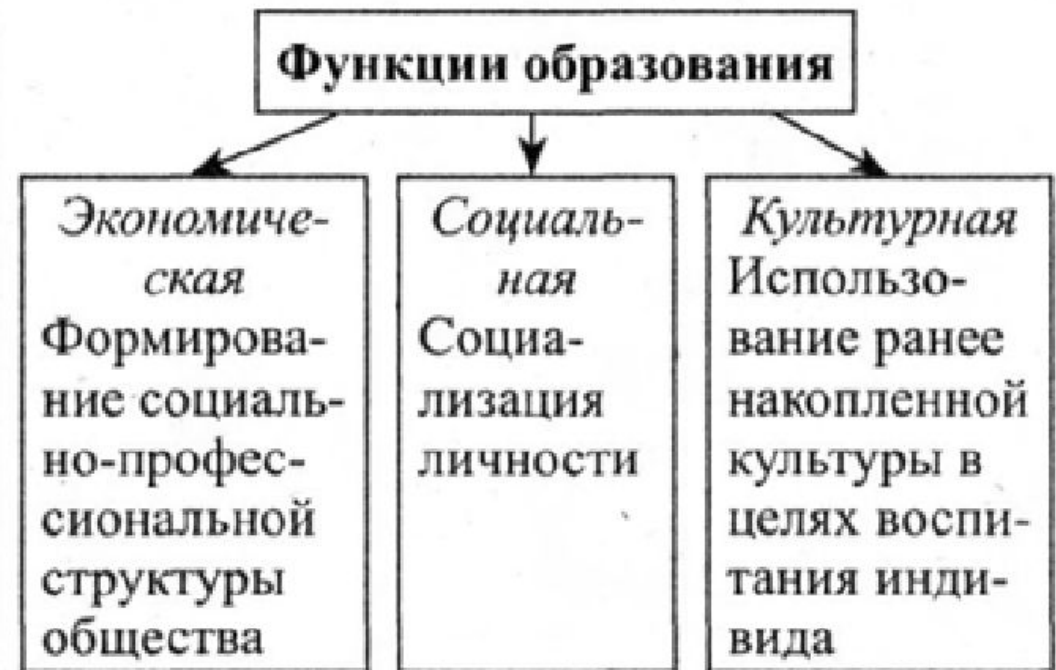 Функции образования
Экономиче-
ская
Формирова-
ние социаль-
но-профес-
сиональной
структуры
общества
Социаль-
ная
Социа-
лизация
личности
Культурная
Использо-
вание ранее
накопленной
культуры в
целях воспи-
тания инди-
вида